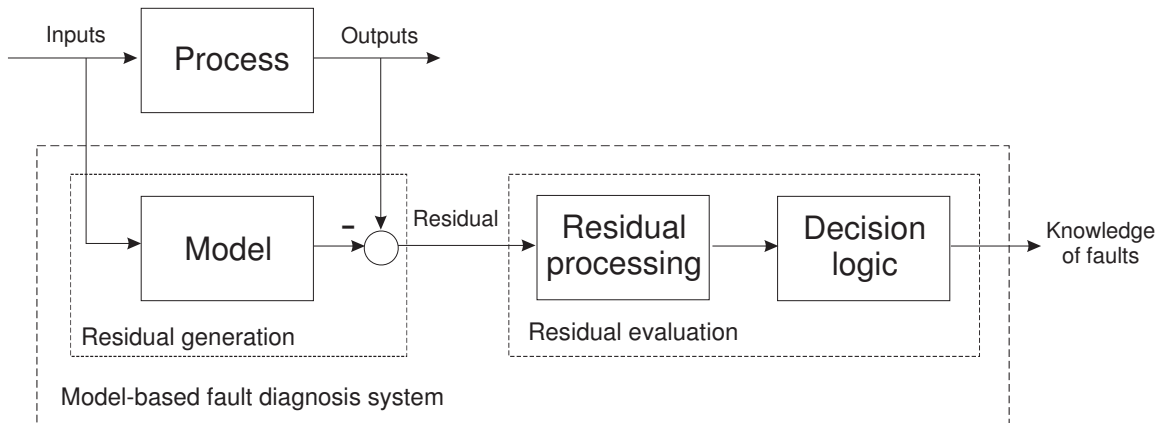 Inputs
Process
Outputs
Model
-
Residual
Residual
processing
Decision
logic
Knowledge
of faults
Residual generation
Residual evaluation
Model-based fault diagnosis system